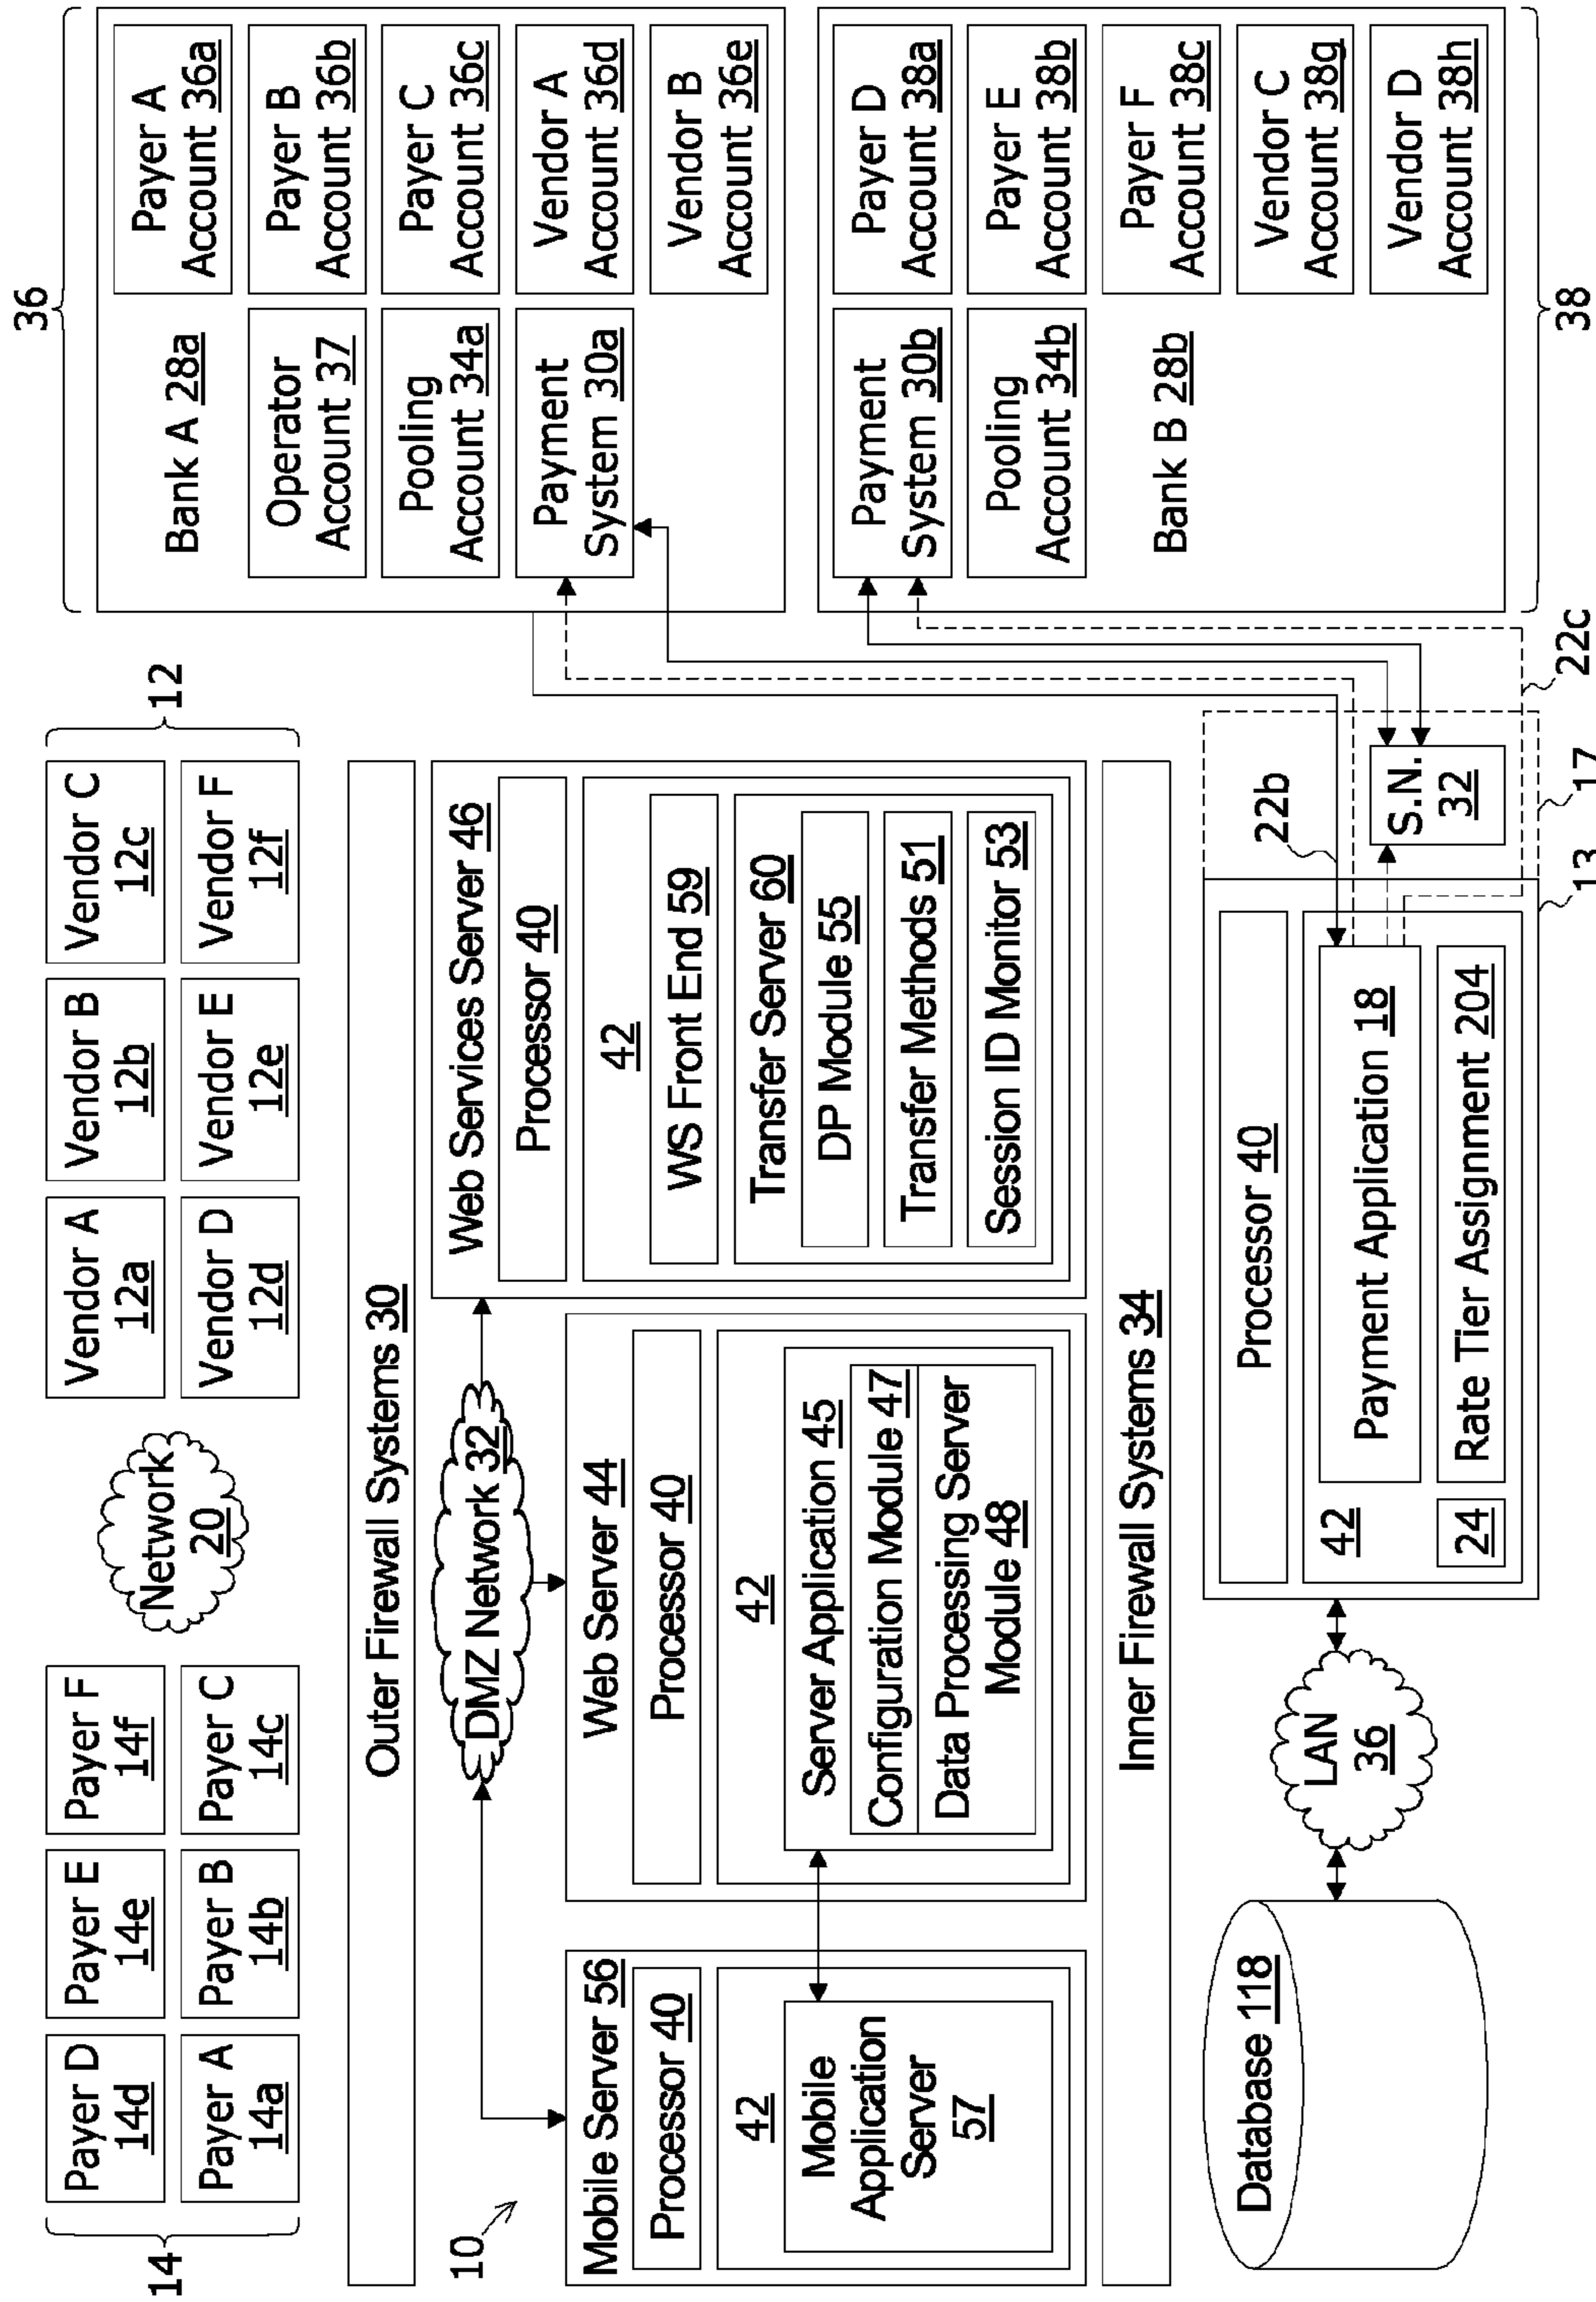 14
Payer D
14d
Payer E
14e
Payer F
14f
Payer A
14a
Payer B
14b
Payer C
14c
Network
20
Vendor A
12a
Vendor B
12b
Vendor C
12c
Vendor D
12d
Vendor E
12e
Vendor F
12f
12
Outer Firewall Systems 30
10
DMZ Network 32
Mobile Server 56
Processor 40
42
Mobile
Application
Server
57
Web Server 44
Processor 40
42
Server Application 45
Configuration Module 47
Data Processing Server
Module 48
Web Services Server 46
Processor 40
42
WS Front End 59
Transfer Server 60
DP Module 55
Transfer Methods 51
Session ID Monitor 53
Inner Firewall Systems 34
Database 118
LAN
36
Processor 40
42
Payment Application 18
24
Rate Tier Assignment 204
22b
S.N.
32
13
17
22c
36
Bank A 28a
Operator
Account 37
Pooling
Account 34a
Payment
System 30a
Payer A
Account 36a
Payer B
Account 36b
Payer C
Account 36c
Vendor A
Account 36d
Vendor B
Account 36e
Payment
System 30b
Pooling
Account 34b
Bank B 28b
Payer D
Account 38a
Payer E
Account 38b
Payer F
Account 38c
Vendor C
Account 38g
Vendor D
Account 38h
38